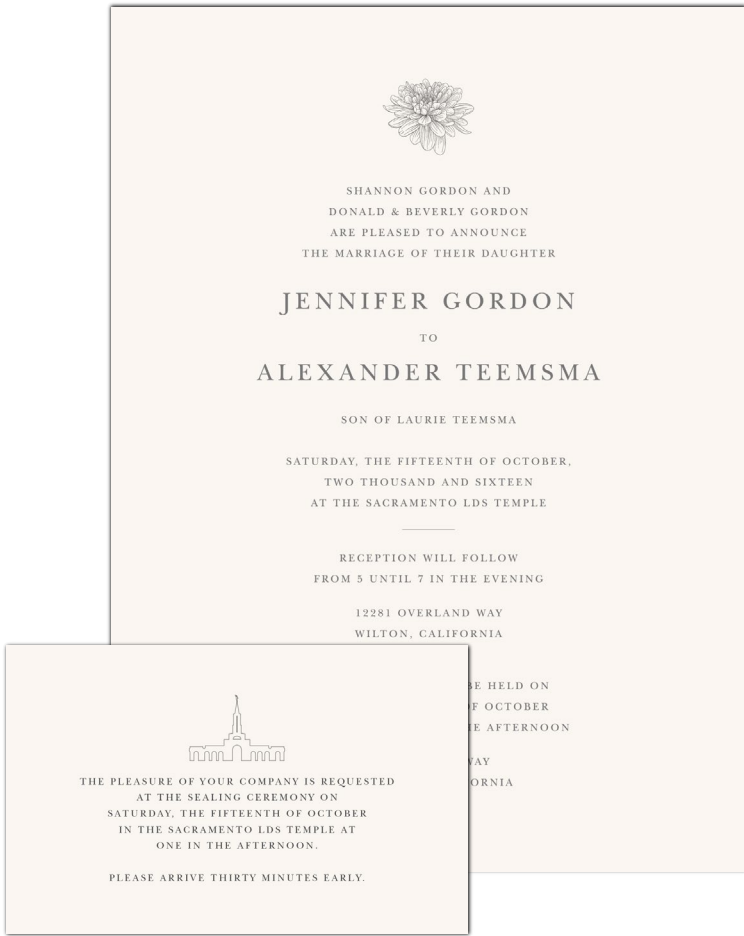 SHANNON GORDON AND
DONALD & BEVERLY GORDON
ARE PLEASED TO ANNOUNCE
THE MARRIAGE OF THEIR DAUGHTER
JENNIFER GORDON
TO
ALEXANDER TEEMSMA
SON OF LAURIE TEEMSMA
SATURDAY, THE FIFTEENTH OF OCTOBER,
TWO THOUSAND AND SIXTEEN
AT THE SACRAMENTO LDS TEMPLE
RECEPTION WILL FOLLOW
FROM 5 UNTIL 7 IN THE EVENING
12281 OVERLAND WAY
WILTON, CALIFORNIA
BE HELD ON
OF OCTOBER
AFTERNOON
WAY
THE PLEASURE OF YOUR COMPANY IS REQUESTED
AT THE SEALING CEREMONY ON
SATURDAY, THE FIFTEENTH OF OCTOBER
IN THE SACRAMENTO LDS TEMPLE AT
ONE IN THE AFTERNOON.
PLEASE ARRIVE THIRTY MINUTES EARLY.